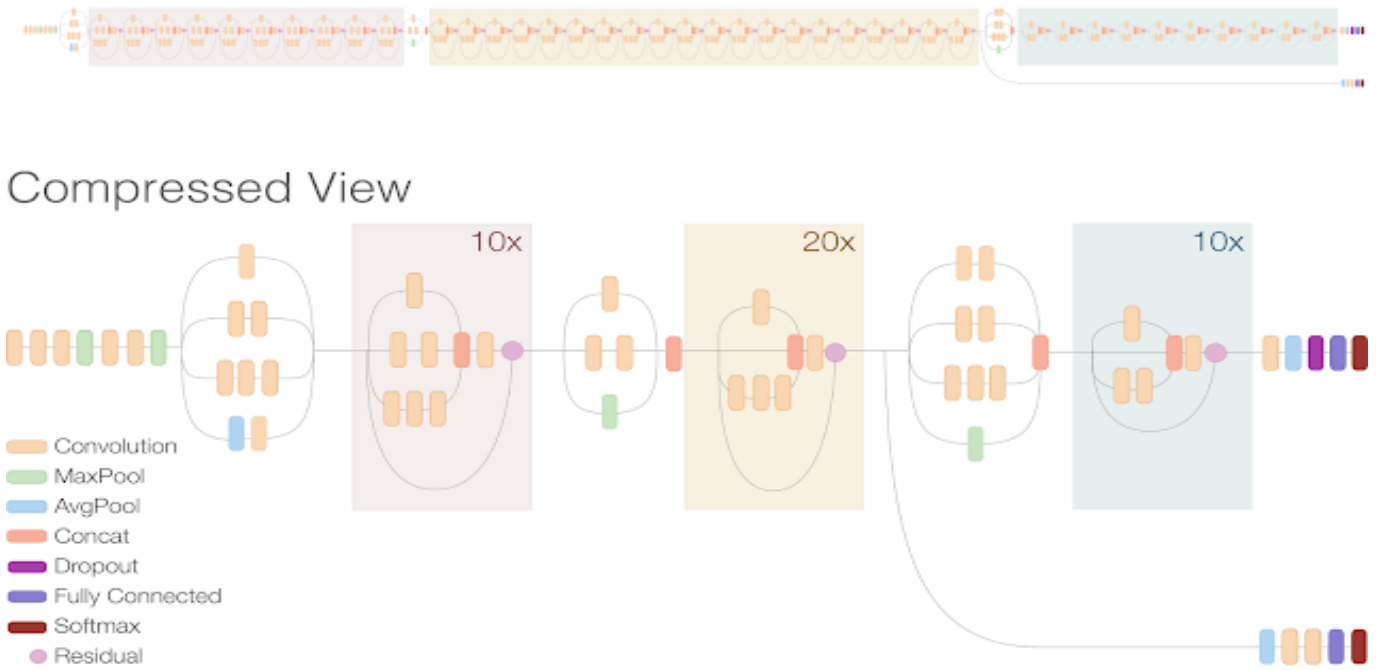 Compressed View
10x
20x
10x
Convolution
MaxPool
AvgPool
Concat
Dropout
Fully Connected
Softmax
Residual